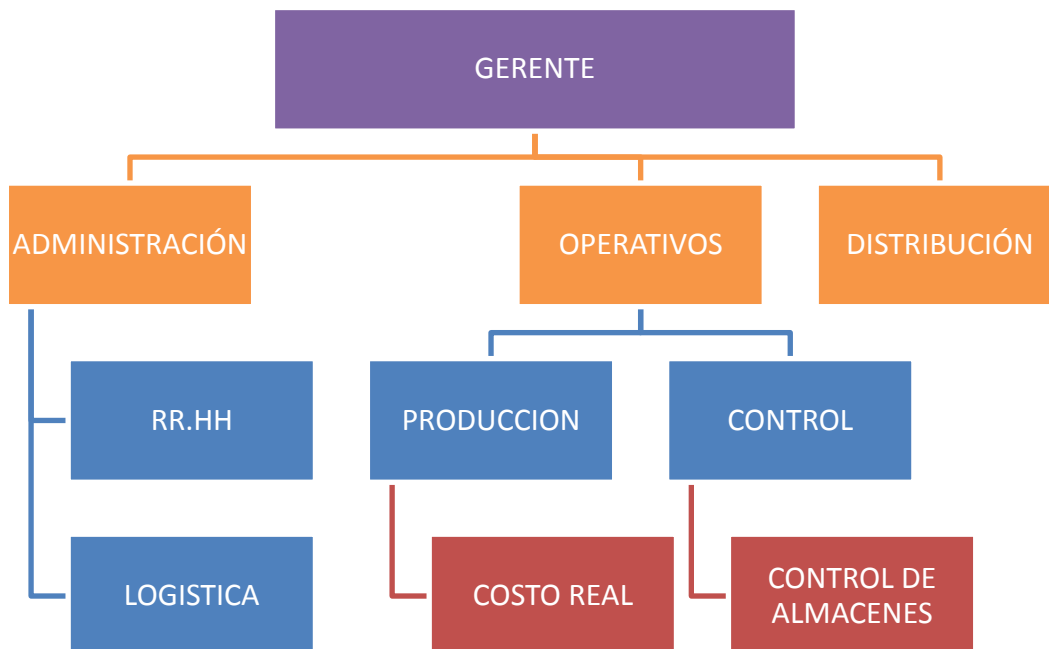 GERENTE
ADMINISTRACIÓN
OPERATIVOS
DISTRIBUCIÓN
RR.HH
PRODUCCION
CONTROL
LOGISTICA
COSTO REAL
CONTROL DE
ALMACENES